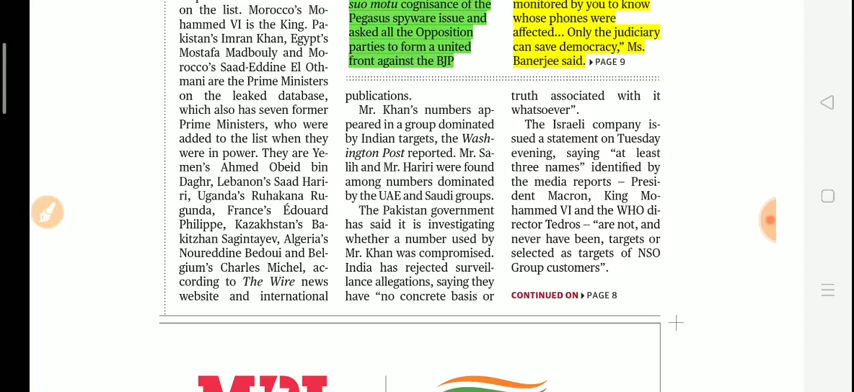 on the list. Morocco's Mo-
hammed VI is the King. Pa-
kistan's Imran Khan, Egypt's
Mostafa Madbouly and Mo-
rocco's Saad-Eddine El Oth-
mani are the Prime Ministers
on the leaked database,
which also has seven former
Prime Ministers, who were
added to the list when they
were in power. They are Ye-
men's Ahmed Obeid bin
Daghr, Lebanon's Saad Hari-
ri, Uganda's Ruhakana Ru-
gunda, France's Édouard
Philippe, Kazakhstan's Ba-
kitzhan Sagintayev, Algeria's
Noureddine Bedoui and Bel-
gium's Charles Michel, ac-
cording to The Wire news
website and international
suo motu cognisance of the
Pegasus spyware issue and
asked all the Opposition
parties to form a united
front against the BJP
monitored by you to know
whose phones were
affected... Only the judiciary
can save democracy," Ms.
Banerjee said. PAGE 9
publications.
Mr. Khan's numbers ap-
peared in a group dominated
by Indian targets, the Wash-
ington Post reported. Mr. Sa-
lih and Mr. Hariri were found
among numbers dominated
by the UAE and Saudi groups.
The Pakistan government
has said it is investigating
whether a number used by
Mr. Khan was compromised.
India has rejected surveil-
lance allegations, saying they
have "no concrete basis or
truth associated with it
whatsoever".
The Israeli company is-
sued a statement on Tuesday
evening, saying "at least
three names" identified by
the media reports – Presi-
dent Macron, King Mo-
hammed VI and the WHO di-
rector Tedros – "are not, and
never have been, targets or
selected as targets of NSO
Group customers".
CONTINUED ON PAGE 8